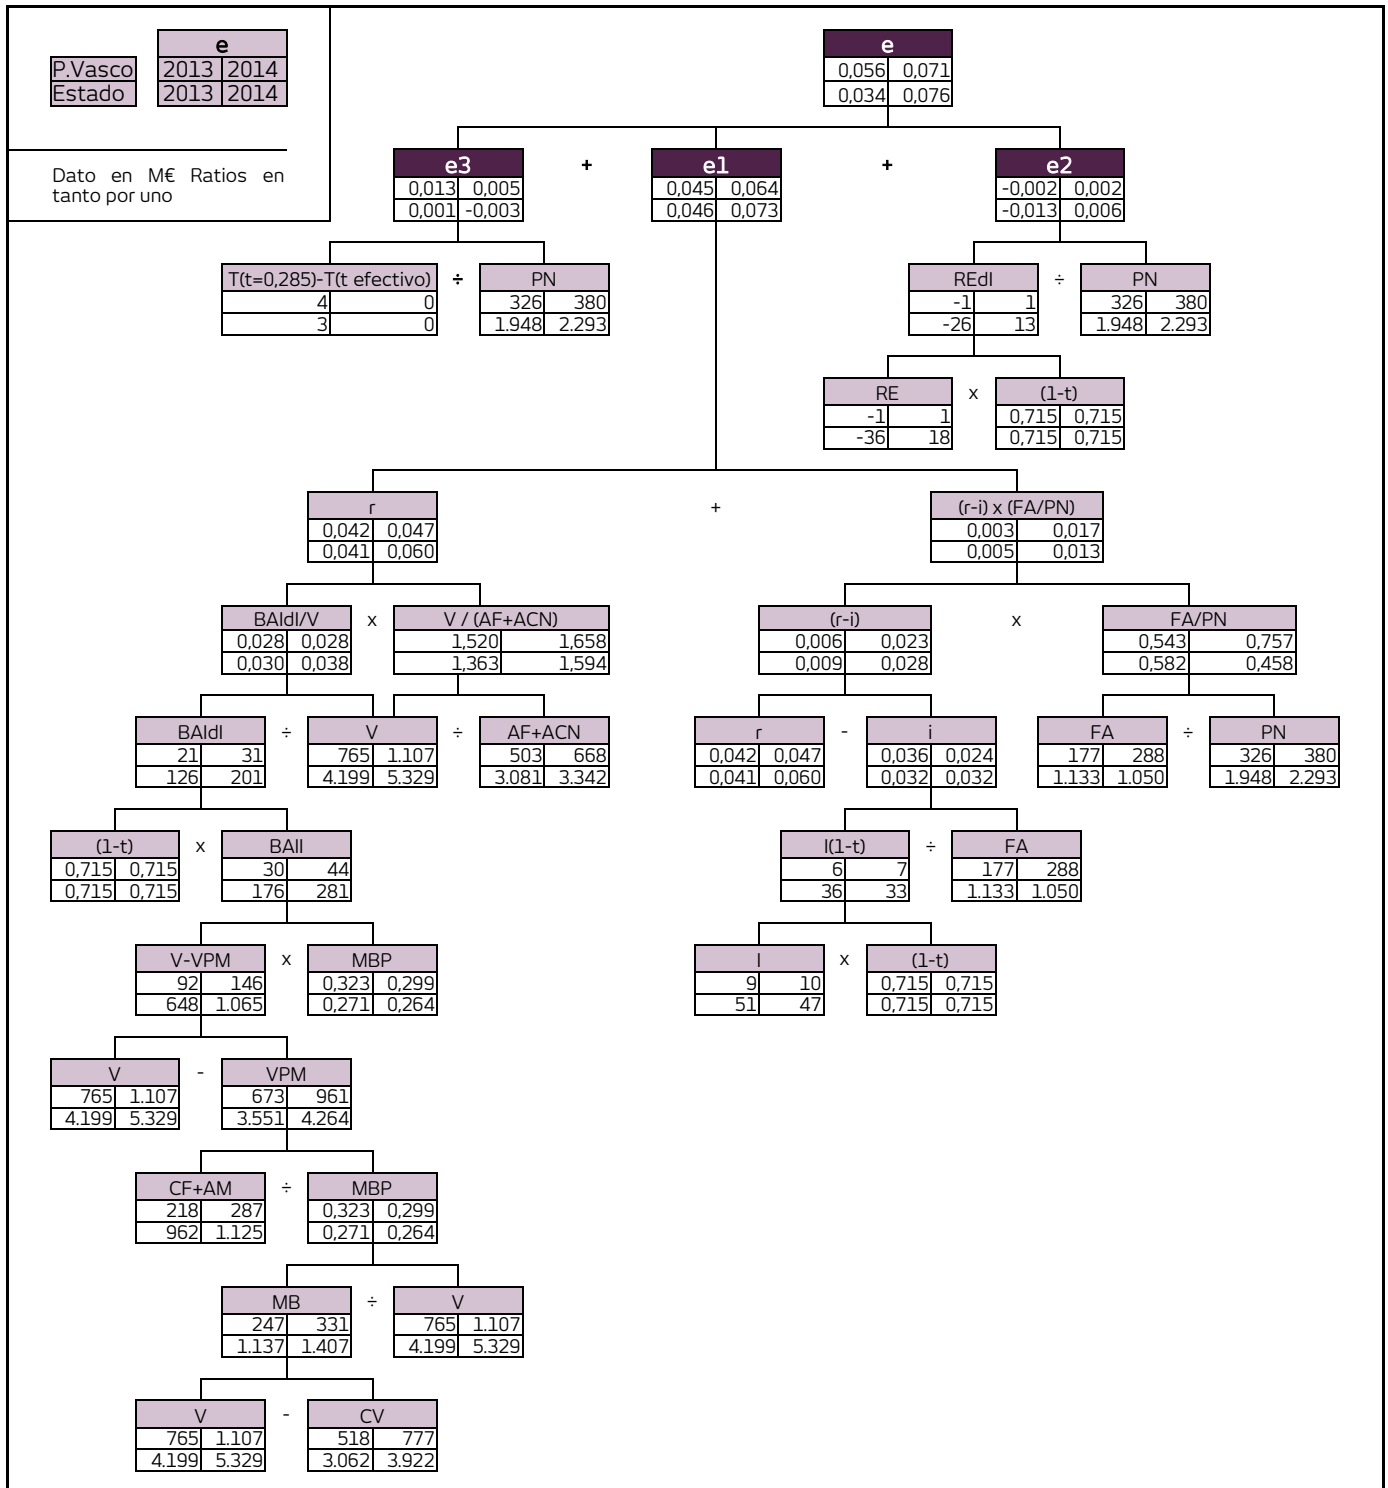 e
P.Vasco 2013 2014
Estado 2013 2014
Dato en M€ Ratios en
tanto por uno
e
0,056 0,071
0,034 0,076
e3 + e1 + e2
0,013 0,005 0,045 0,064 -0,002 0,002
0,001 -0,003 0,046 0,073 -0,013 0,006
T(t=0,285)-T(t efectivo) ÷ PN REdI ÷ PN
4 0 326 380 -1 1 326 380
3 0 1.948 2.293 -26 13 1.948 2.293
RE x (1-t)
-1 1 0,715 0,715
-36 18 0,715 0,715
r + (r-i) x (FA/PN)
0,042 0,047 0,003 0,017
0,041 0,060 0,005 0,013
BAIdI/V x V / (AF+ACN) (r-i) x FA/PN
0,028 0,028 1,520 1,658 0,006 0,023 0,543 0,757
0,030 0,038 1,363 1,594 0,009 0,028 0,582 0,458
BAIdI ÷ V ÷ AF+ACN r - i FA ÷ PN
21 31 765 1.107 503 668 0,042 0,047 0,036 0,024 177 288 326 380
126 201 4.199 5.329 3.081 3.342 0,041 0,060 0,032 0,032 1.133 1.050 1.948 2.293
(1-t) x BAII I(1-t) ÷ FA
0,715 0,715 30 44 6 7 177 288
0,715 0,715 176 281 36 33 1.133 1.050
V-VPM x MBP I x (1-t)
92 146 0,323 0,299 9 10 0,715 0,715
648 1.065 0,271 0,264 51 47 0,715 0,715
V - VPM
765 1.107 673 961
4.199 5.329 3.551 4.264
CF+AM ÷ MBP
218 287 0,323 0,299
962 1.125 0,271 0,264
MB ÷ V
247 331 765 1.107
1.137 1.407 4.199 5.329
V - CV
765 1.107 518 777
4.199 5.329 3.062 3.922